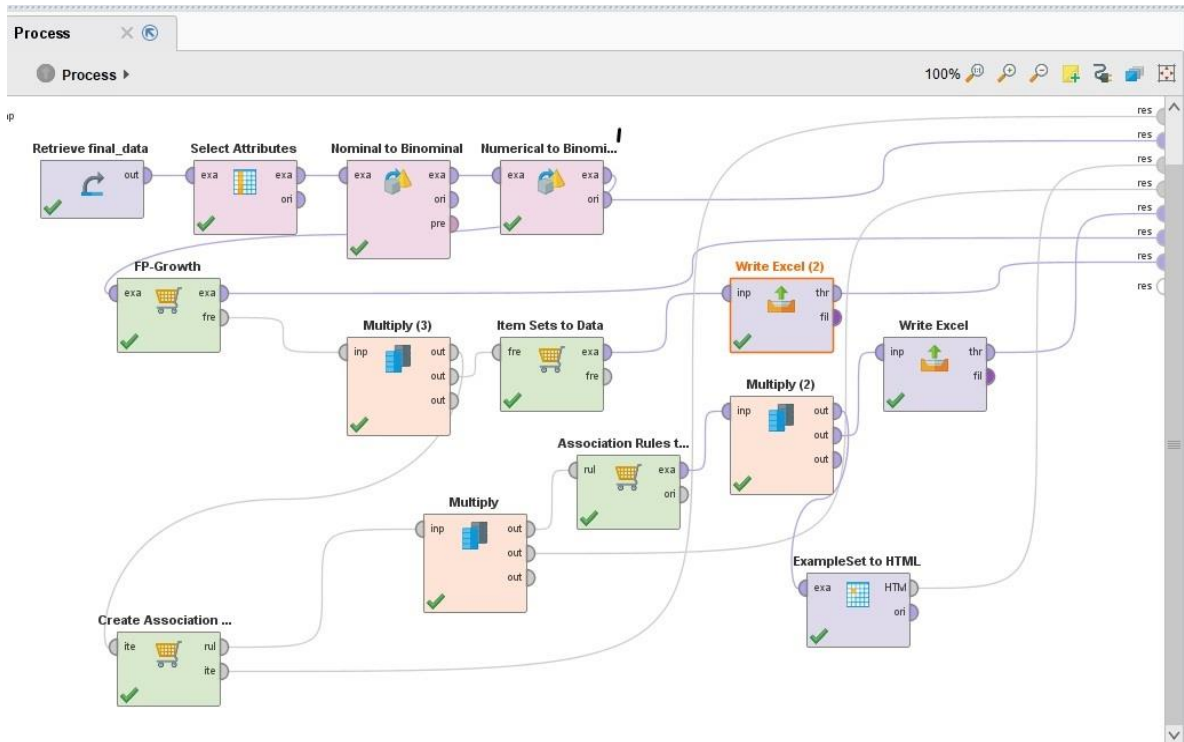 Process
Process
100%
res
res
res
res
res
res
res
res
Retrieve final_data
out
Select Attributes
exa exa
ori
Nominal to Binominal
exa exa
ori
pre
Numerical to Binomi...
exa exa
ori
FP-Growth
exa exa
fre
Multiply (3)
inp out
out
out
Item Sets to Data
fre exa
fre
Write Excel (2)
inp thr
fil
Write Excel
inp thr
fil
Multiply (2)
inp out
out
out
Association Rules t...
rul exa
ori
Multiply
inp out
out
out
ExampleSet to HTML
exa HTM
ori
Create Association ...
ite rul
ite